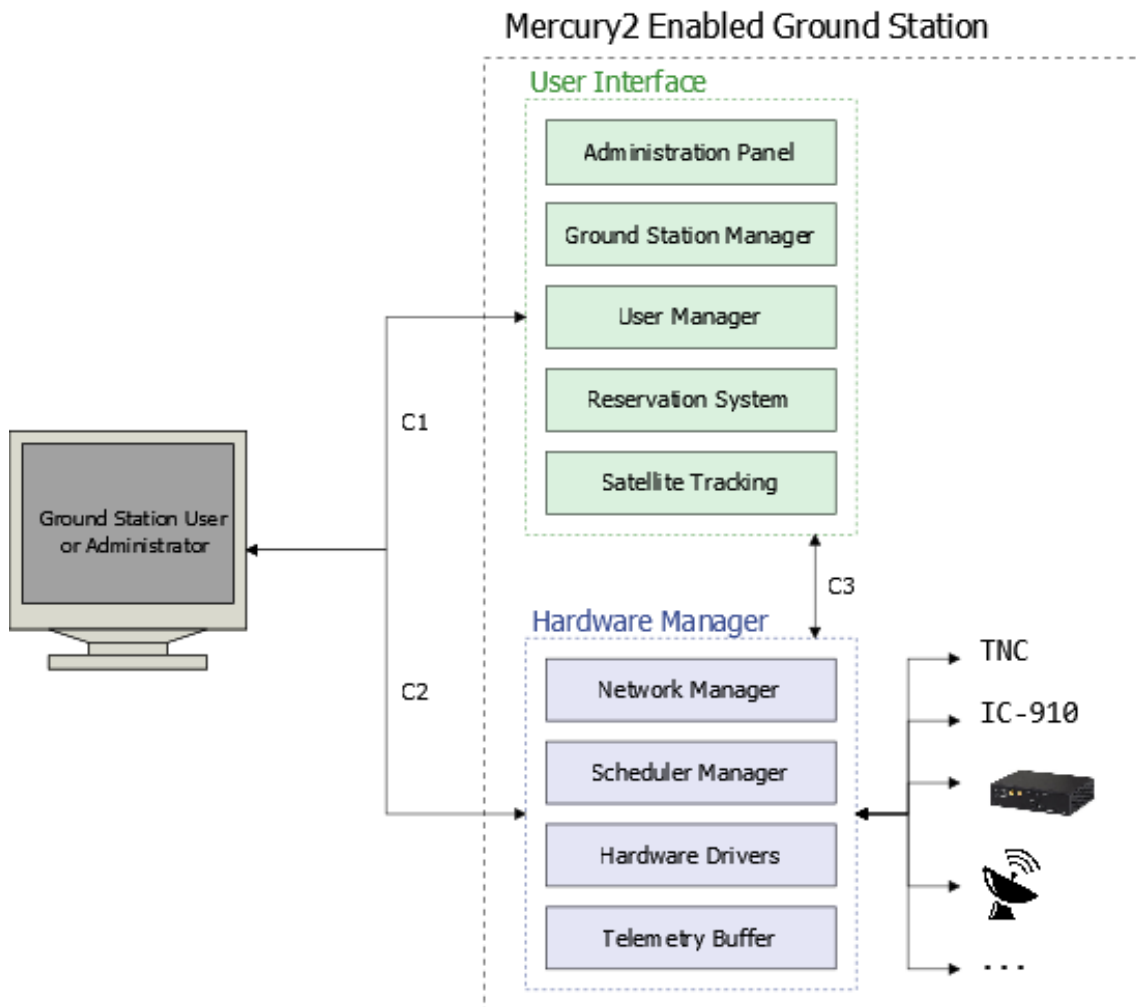 Mercury2 Enabled Ground Station
User Interface
Administration Panel
Ground Station Manager
User Manager
Reservation System
Satellite Tracking
C1
Ground Station User
or Administrator
C3
Hardware Manager
C2
Network Manager
Scheduler Manager
Hardware Drivers
Telemetry Buffer
TNC
IC-910
...